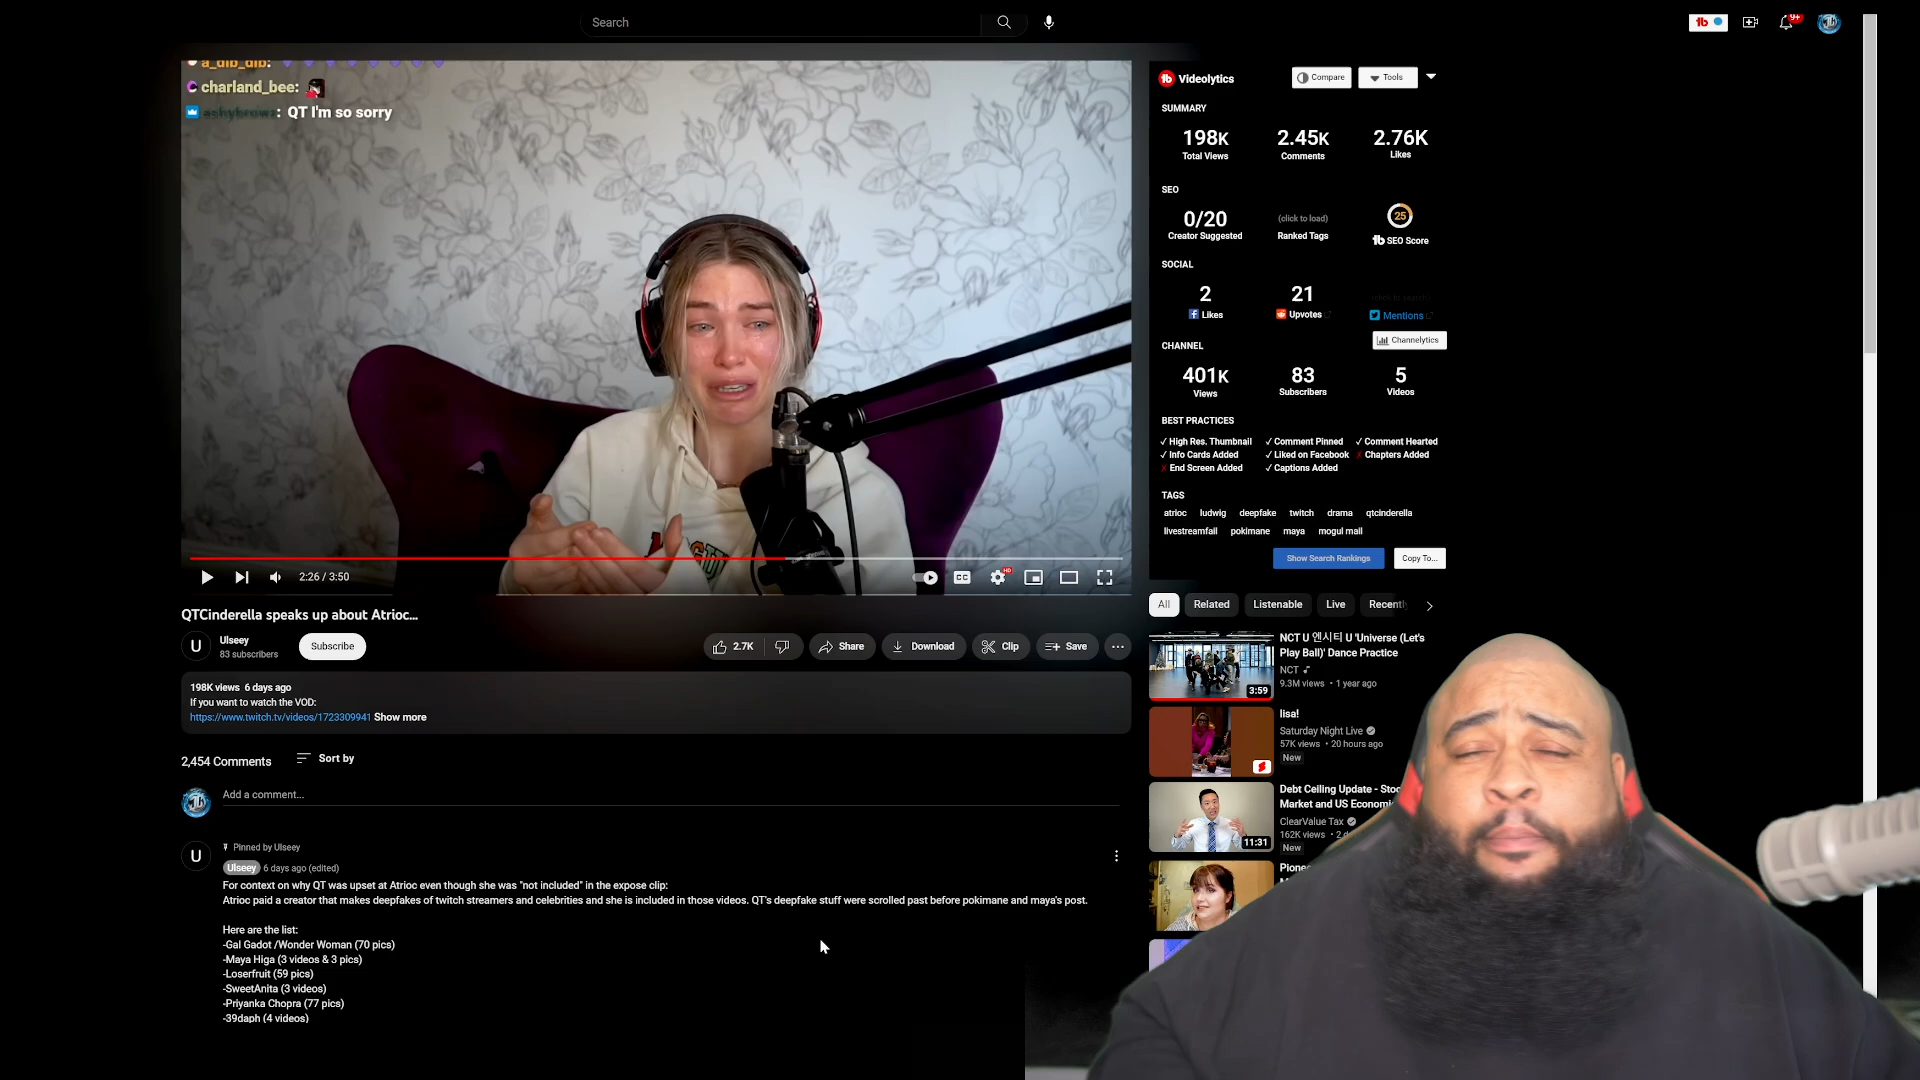 Search
9+
a_dib_dib:
charland_bee:
: QT I'm so sorry
2:26 / 3:50
CC
HD
QTCinderella speaks up about Atrioc...
U
Ulseey
83 subscribers
Subscribe
2.7K
Share
Download
Clip
Save
198K views 6 days ago
If you want to watch the VOD:
https://www.twitch.tv/videos/1723309941 Show more
2,454 Comments
Sort by
Add a comment...
U
Pinned by Ulseey
Ulseey 6 days ago (edited)
For context on why QT was upset at Atrioc even though she was "not included" in the expose clip:
Atrioc paid a creator that makes deepfakes of twitch streamers and celebrities and she is included in those videos. QT's deepfake stuff were scrolled past before pokimane and maya's post.
Here are the list:
-Gal Gadot /Wonder Woman (70 pics)
-Maya Higa (3 videos & 3 pics)
-Loserfruit (59 pics)
-SweetAnita (3 videos)
-Priyanka Chopra (77 pics)
-39daph (4 videos)
tb Videolytics
Compare
Tools
SUMMARY
198K 2.45K 2.76K
Total Views Comments Likes
SEO
0/20 (click to load) 25
Creator Suggested Ranked Tags tb SEO Score
SOCIAL
2 21
Likes Upvotes Mentions
Channelytics
CHANNEL
401K 83 5
Views Subscribers Videos
BEST PRACTICES
✓ High Res. Thumbnail ✓ Comment Pinned ✓ Comment Hearted
✓ Info Cards Added ✓ Liked on Facebook Chapters Added
End Screen Added ✓ Captions Added
TAGS
atrioc ludwig deepfake twitch drama qtcinderella
livestreamfail pokimane maya mogul mail
Show Search Rankings Copy To...
All Related Listenable Live Recently
NCT U 엔시티 U 'Universe (Let's
Play Ball)' Dance Practice
NCT
9.3M views • 1 year ago
3:59
lisa!
Saturday Night Live
57K views • 20 hours ago
New
Debt Ceiling Update -
Market and US
ClearValue Tax
162K views
New
11:31